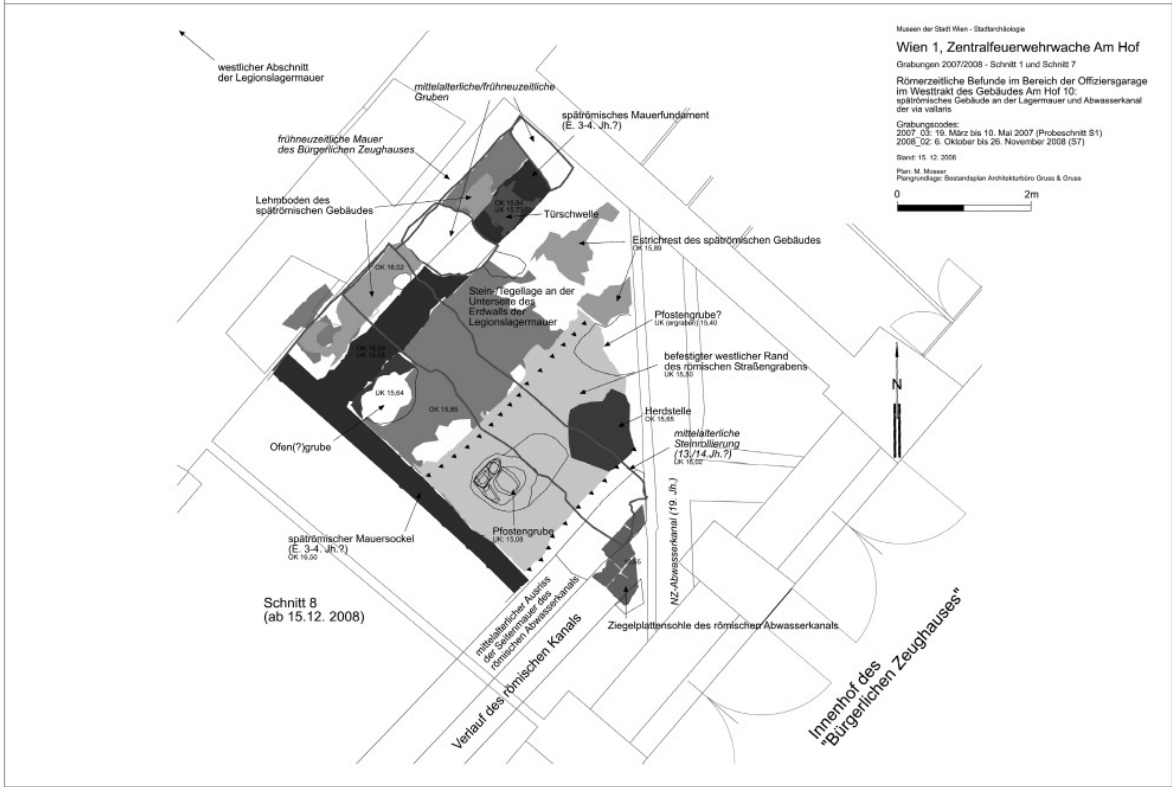 Museen der Stadt Wien - Stadtarchäologie
Wien 1, Zentralfeuerwehrwache Am Hof
Grabungen 2007/2008 - Schnitt 1 und Schnitt 7
Römerzeitliche Befunde im Bereich der Offiziersgarage
im Westtrakt des Gebäudes Am Hof 10:
spätrömisches Gebäude an der Lagermauer und Abwasserkanal
der via vallaris
Grabungscodes:
2007_03: 19. März bis 10. Mai 2007 (Probeschnitt S1)
2008_02: 6. Oktober bis 26. November 2008 (S7)
Stand: 15. 12. 2008
Plan: M. Mosser
Plangrundlage: Bestandsplan Architekturbüro Gruss & Gruss
0 2m
westlicher Abschnitt
der Legionslagermauer
mittelalterliche/frühneuzeitliche
Gruben
spätrömisches Mauerfundament
(E. 3-4. Jh.?)
frühneuzeitliche Mauer
des Bürgerlichen Zeughauses
OK 15,84
Türschwelle
Lehmboden des
spätrömischen Gebäudes
Estrichrest des spätrömischen Gebäudes
OK 15,89
OK 16,02
Stein-/Tegellage an der
Unterseite des
Erdwalls der
Legionslagermauer
Pfostengrube?
UK (ergraben) 15,40
befestigter westlicher Rand
des römischen Straßengrabens
UK 15,50
UK 15,64
OK 15,85
Herdstelle
OK 15,65
Ofen(?)grube
mittelalterliche
Steinrollierung
(13./14.Jh.?)
UK 16,02
N
Pfostengrube
UK: 15,08
spätrömischer Mauersockel
(E. 3-4. Jh.?)
OK 16,50
NZ-Abwasserkanal (19. Jh.)
Schnitt 8
(ab 15.12. 2008)
mittelalterlicher Ausriss
der Seitenmauer des
römischen Abwasserkanals
Ziegelplattensohle des römischen Abwasserkanals
Verlauf des römischen Kanals
Innenhof des
"Bürgerlichen Zeughauses"